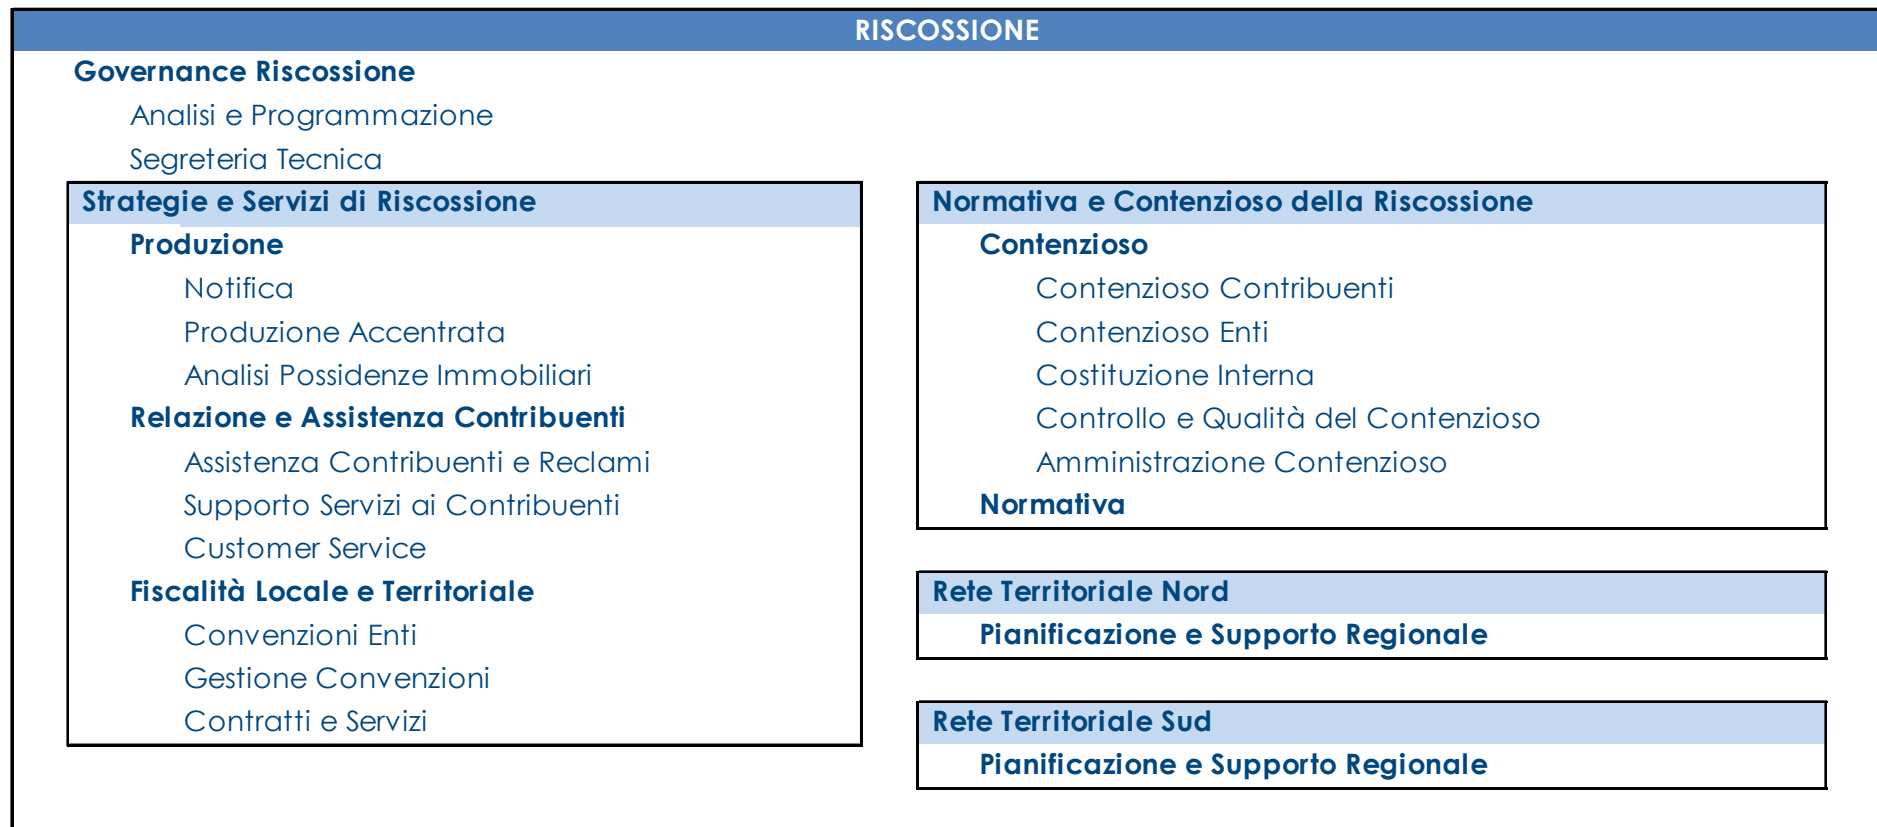 RISCOSSIONE
Governance Riscossione
Analisi e Programmazione
Segreteria Tecnica
Strategie e Servizi di Riscossione
Produzione
Notifica
Produzione Accentrata
Analisi Possidenze Immobiliari
Relazione e Assistenza Contribuenti
Assistenza Contribuenti e Reclami
Supporto Servizi ai Contribuenti
Customer Service
Fiscalità Locale e Territoriale
Convenzioni Enti
Gestione Convenzioni
Contratti e Servizi
Normativa e Contenzioso della Riscossione
Contenzioso
Contenzioso Contribuenti
Contenzioso Enti
Costituzione Interna
Controllo e Qualità del Contenzioso
Amministrazione Contenzioso
Normativa
Rete Territoriale Nord
Pianificazione e Supporto Regionale
Rete Territoriale Sud
Pianificazione e Supporto Regionale